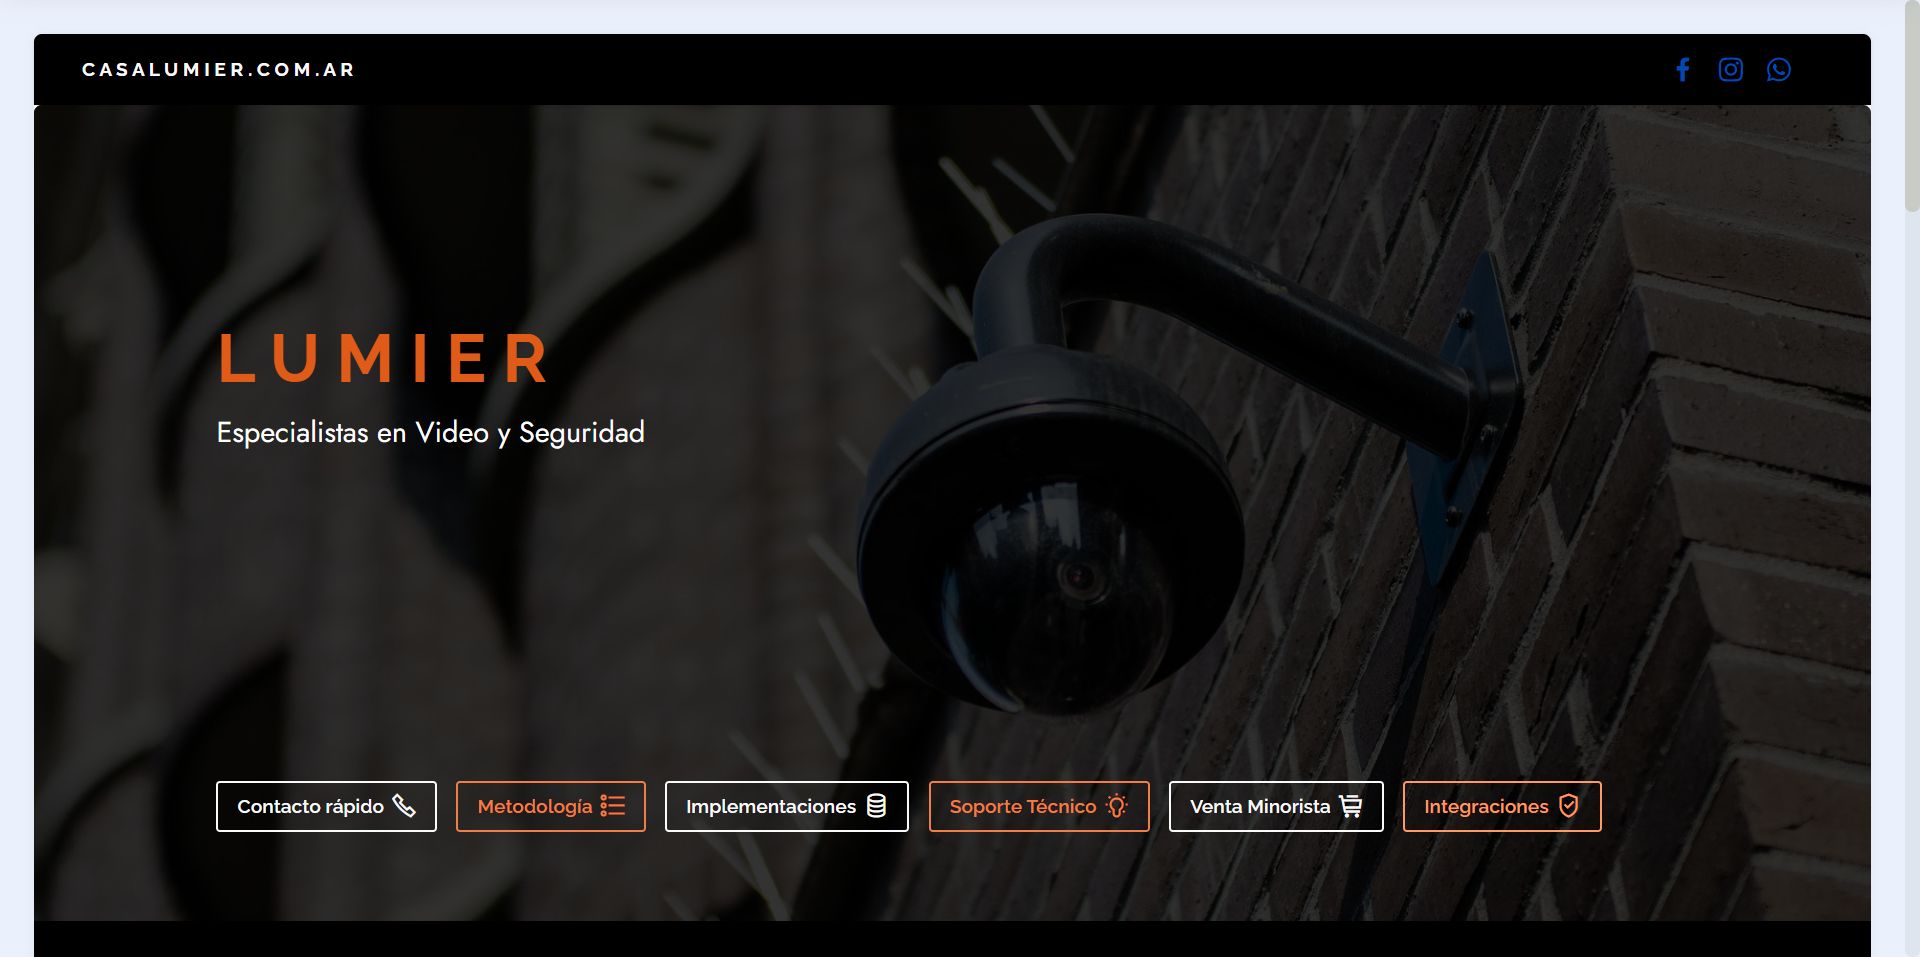 CASALUMIER.COM.AR
LUMIER
Especialistas en Video y Seguridad
Contacto rápido
Metodología
Implementaciones
Soporte Técnico
Venta Minorista
Integraciones